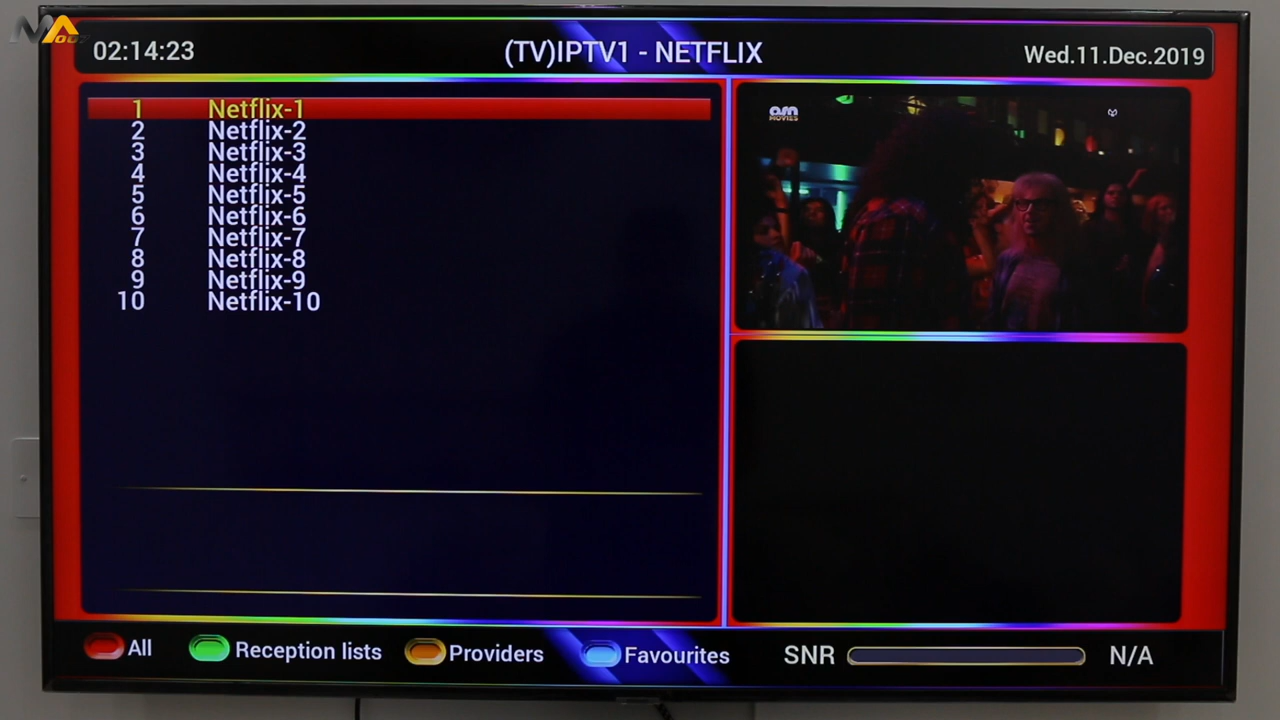 MA
02:14:23
(TV)IPTV1 - NETFLIX
Wed.11.Dec.2019
1 Netflix-1
2 Netflix-2
3 Netflix-3
4 Netflix-4
5 Netflix-5
6 Netflix-6
7 Netflix-7
8 Netflix-8
9 Netflix-9
10 Netflix-10
MOVIES
All
Reception lists
Providers
Favourites
SNR
N/A